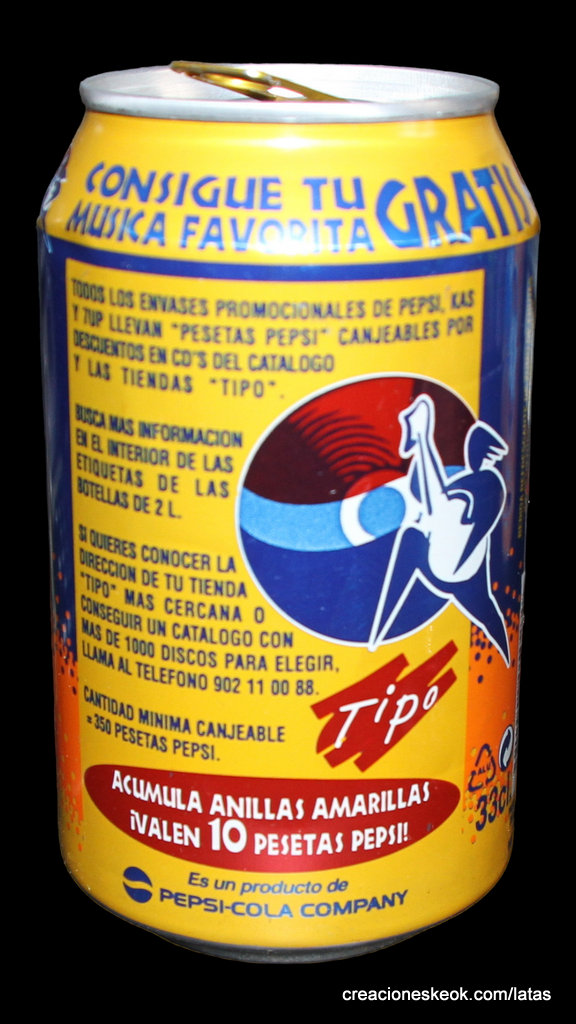 CONSIGUE TU
MUSICA FAVORITA GRATIS
TODOS LOS ENVASES PROMOCIONALES DE PEPSI, KAS
Y 7UP LLEVAN "PESETAS PEPSI" CANJEABLES POR
DESCUENTOS EN CD'S DEL CATALOGO
Y LAS TIENDAS "TIPO".
BUSCA MAS INFORMACION
EN EL INTERIOR DE LAS
ETIQUETAS DE LAS
BOTELLAS DE 2 L.
SI QUIERES CONOCER LA
DIRECCION DE TU TIENDA
"TIPO" MAS CERCANA O
CONSEGUIR UN CATALOGO CON
MAS DE 1000 DISCOS PARA ELEGIR,
LLAMA AL TELEFONO 902 11 00 88.
CANTIDAD MINIMA CANJEABLE
= 350 PESETAS PEPSI.
Tipo
ACUMULA ANILLAS AMARILLAS
¡VALEN 10 PESETAS PEPSI!
Es un producto de
PEPSI-COLA COMPANY
ALU
33cl
creacioneskeok.com/latas